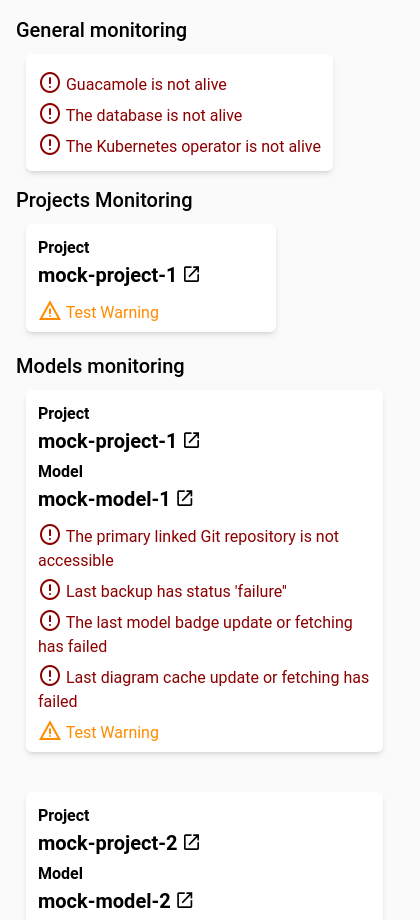 General monitoring
Guacamole is not alive
The database is not alive
The Kubernetes operator is not alive
Projects Monitoring
Project
mock-project-1
Test Warning
Models monitoring
Project
mock-project-1
Model
mock-model-1
The primary linked Git repository is not
accessible
Last backup has status 'failure"
The last model badge update or fetching
has failed
Last diagram cache update or fetching has
failed
Test Warning
Project
mock-project-2
Model
mock-model-2